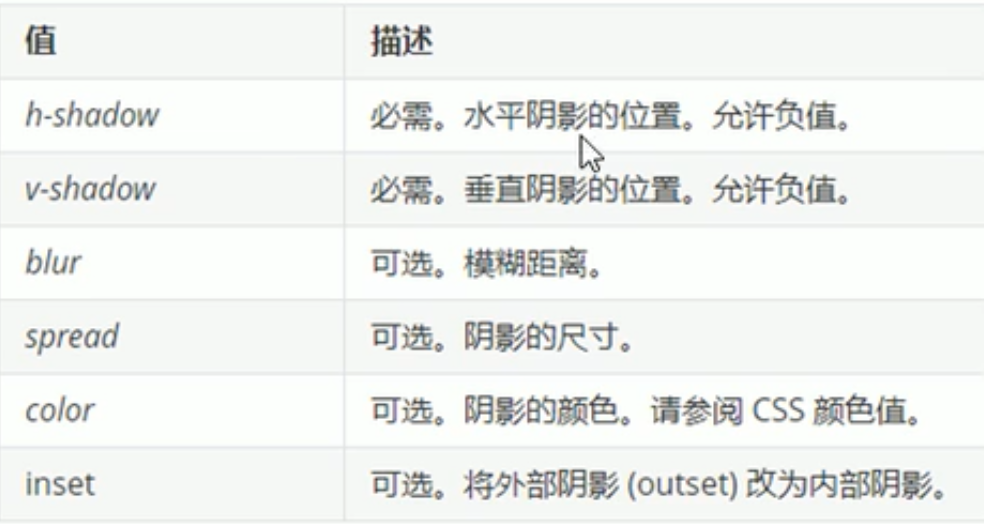 值 描述
h-shadow 必需。水平阴影的位置。允许负值。
v-shadow 必需。垂直阴影的位置。允许负值。
blur 可选。模糊距离。
spread 可选。阴影的尺寸。
color 可选。阴影的颜色。请参阅 CSS 颜色值。
inset 可选。将外部阴影 (outset) 改为内部阴影。